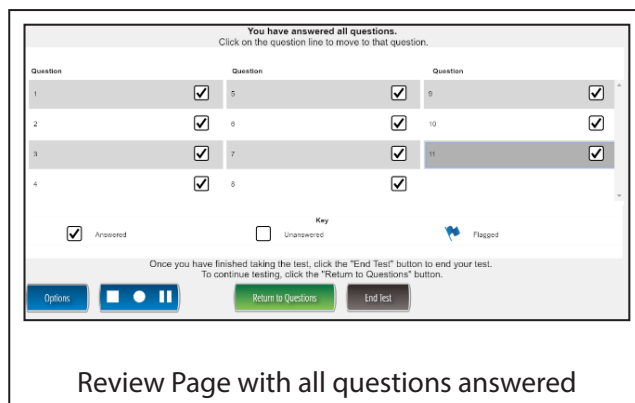 You have answered all questions.
Click on the question line to move to that question.
Question Question Question
1 5 9
2 6 10
3 7 11
4 8
Key
Answered Unanswered Flagged
Once you have finished taking the test, click the "End Test" button to end your test.
To continue testing, click the "Return to Questions" button.
Options Return to Questions End Test
Review Page with all questions answered